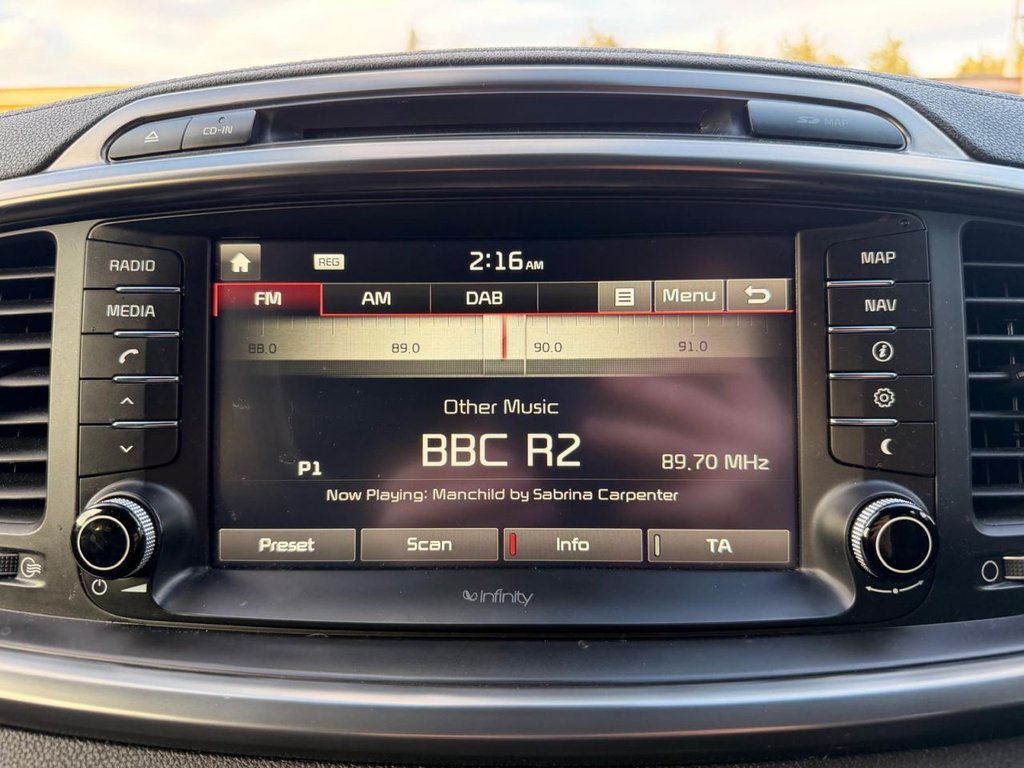 CD-IN
SD MAP
RADIO
MEDIA
REG
2:16 AM
FM AM DAB Menu
88.0 89.0 90.0 91.0
Other Music
BBC R2
P1
89.70 MHz
Now Playing: Manchild by Sabrina Carpenter
Preset Scan Info TA
MAP
NAV
infinity